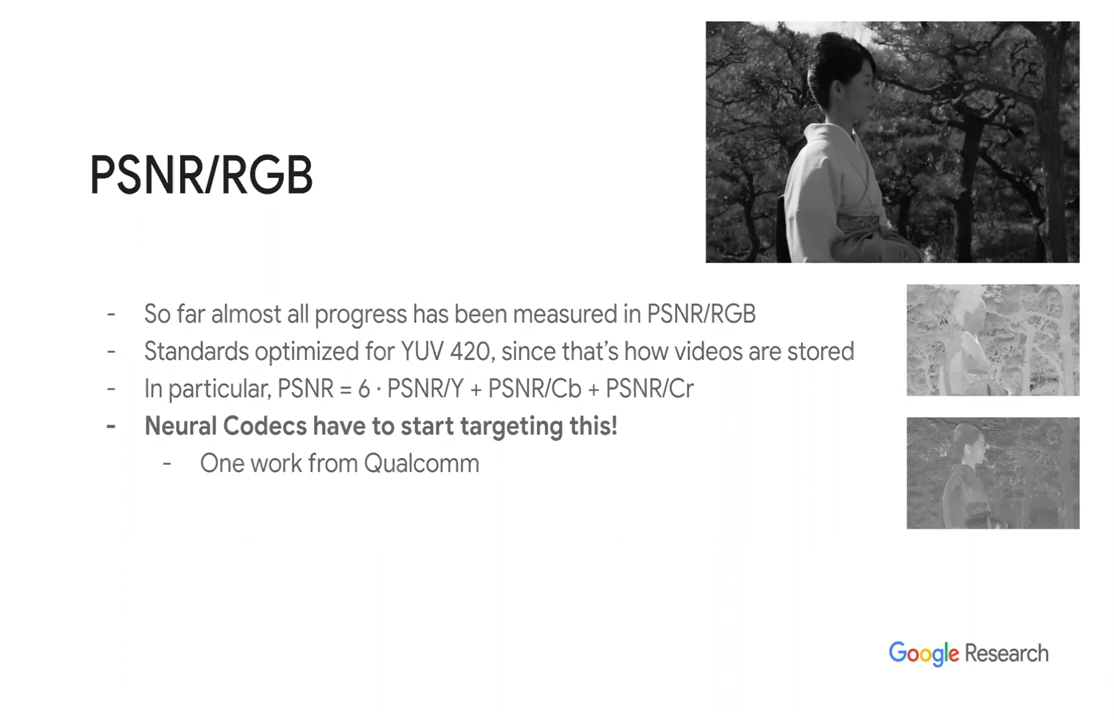 PSNR/RGB
- So far almost all progress has been measured in PSNR/RGB
- Standards optimized for YUV 420, since that’s how videos are stored
- In particular, PSNR = 6 · PSNR/Y + PSNR/Cb + PSNR/Cr
- Neural Codecs have to start targeting this!
- One work from Qualcomm
Google Research